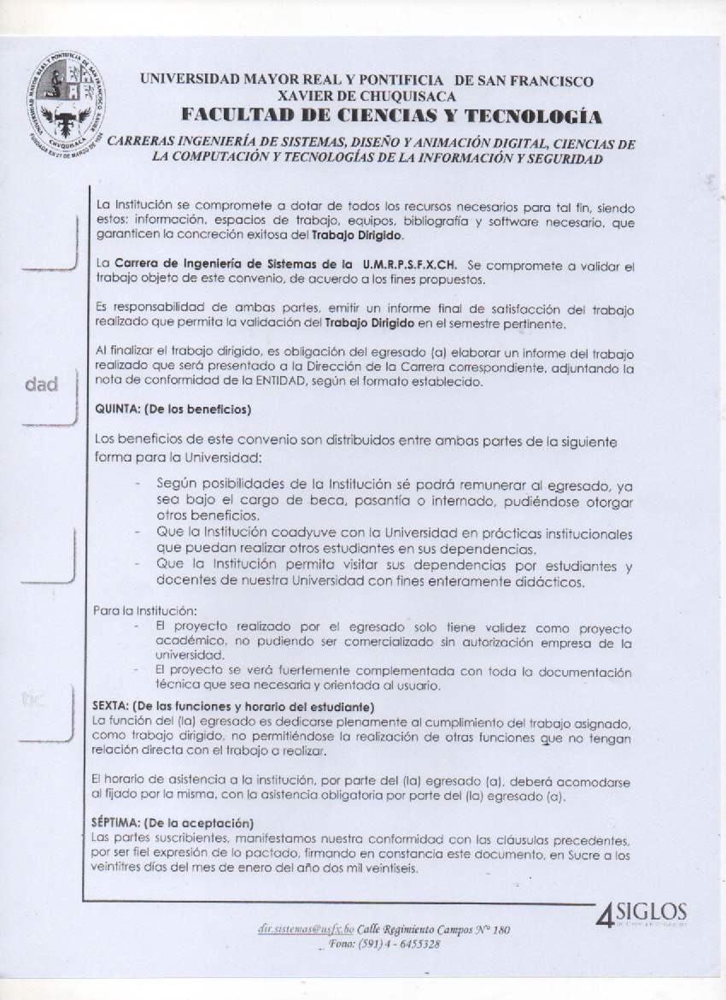 UNIVERSIDAD MAYOR REAL Y PONTIFICIA DE SAN FRANCISCO XAVIER
CHUQUISACA
FUNDADA EN 27 DE MARZO DE 1624
UNIVERSIDAD MAYOR REAL Y PONTIFICIA DE SAN FRANCISCO
XAVIER DE CHUQUISACA
FACULTAD DE CIENCIAS Y TECNOLOGÍA
CARRERAS INGENIERÍA DE SISTEMAS, DISEÑO Y ANIMACIÓN DIGITAL, CIENCIAS DE
LA COMPUTACIÓN Y TECNOLOGÍAS DE LA INFORMACIÓN Y SEGURIDAD
La Institución se compromete a dotar de todos los recursos necesarios para tal fin, siendo
estos: información, espacios de trabajo, equipos, bibliografía y software necesario, que
garanticen la concreción exitosa del Trabajo Dirigido.
La Carrera de Ingeniería de Sistemas de la U.M.R.P.S.F.X.CH. Se compromete a validar el
trabajo objeto de este convenio, de acuerdo a los fines propuestos.
Es responsabilidad de ambas partes, emitir un informe final de satisfacción del trabajo
realizado que permita la validación del Trabajo Dirigido en el semestre pertinente.
Al finalizar el trabajo dirigido, es obligación del egresado (a) elaborar un informe del trabajo
realizado que será presentado a la Dirección de la Carrera correspondiente, adjuntando la
nota de conformidad de la ENTIDAD, según el formato establecido.
dad
QUINTA: (De los beneficios)
Los beneficios de este convenio son distribuidos entre ambas partes de la siguiente
forma para la Universidad:
- Según posibilidades de la Institución sé podrá remunerar al egresado, ya
sea bajo el cargo de beca, pasantía o internado, pudiéndose otorgar
otros beneficios.
- Que la Institución coadyuve con la Universidad en prácticas institucionales
que puedan realizar otros estudiantes en sus dependencias.
- Que la Institución permita visitar sus dependencias por estudiantes y
docentes de nuestra Universidad con fines enteramente didácticos.
Para la Institución:
- El proyecto realizado por el egresado solo tiene validez como proyecto
académico, no pudiendo ser comercializado sin autorización empresa de la
universidad.
- El proyecto se verá fuertemente complementada con toda la documentación
técnica que sea necesaria y orientada al usuario.
tic
SEXTA: (De las funciones y horario del estudiante)
La función del (la) egresado es dedicarse plenamente al cumplimiento del trabajo asignado,
como trabajo dirigido, no permitiéndose la realización de otras funciones que no tengan
relación directa con el trabajo a realizar.
El horario de asistencia a la institución, por parte del (la) egresado (a), deberá acomodarse
al fijado por la misma, con la asistencia obligatoria por parte del (la) egresado (a).
SÉPTIMA: (De la aceptación)
Las partes suscribientes, manifestamos nuestra conformidad con las cláusulas precedentes,
por ser fiel expresión de lo pactado, firmando en constancia este documento, en Sucre a los
veintitres días del mes de enero del año dos mil veintiseis.
4 SIGLOS
dir.sistemas@usfx.bo Calle Regimiento Campos N° 180
Fono: (591) 4 - 6455328